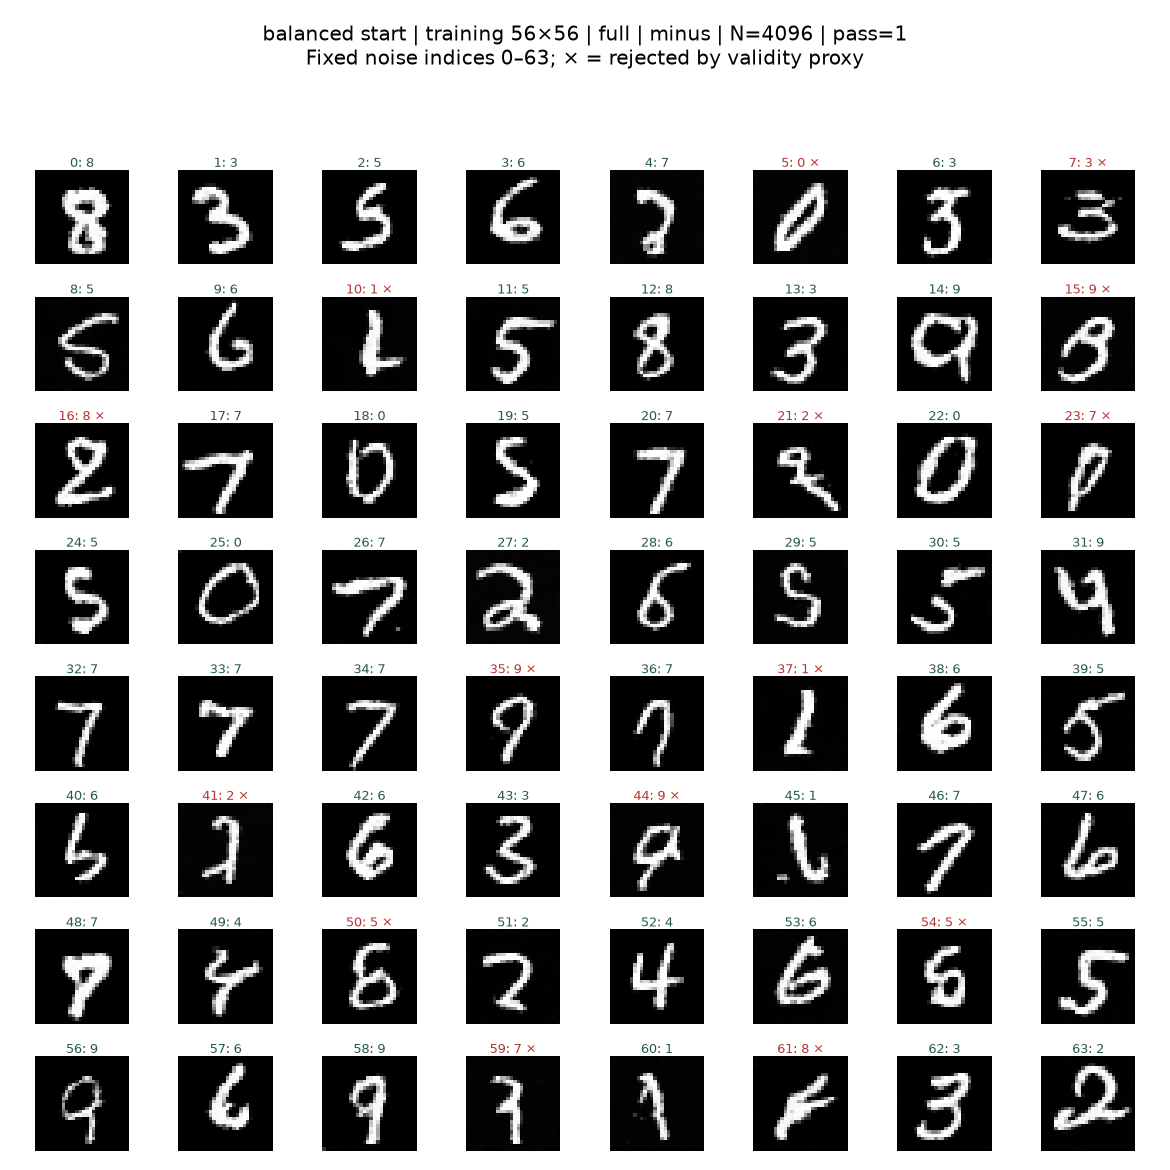 balanced start | training 56×56 | full | minus | N=4096 | pass=1
Fixed noise indices 0–63; × = rejected by validity proxy
0: 8 1: 3 2: 5 3: 6 4: 7 5: 0 × 6: 3 7: 3 ×
8: 5 9: 6 10: 1 × 11: 5 12: 8 13: 3 14: 9 15: 9 ×
16: 8 × 17: 7 18: 0 19: 5 20: 7 21: 2 × 22: 0 23: 7 ×
24: 5 25: 0 26: 7 27: 2 28: 6 29: 5 30: 5 31: 9
32: 7 33: 7 34: 7 35: 9 × 36: 7 37: 1 × 38: 6 39: 5
40: 6 41: 2 × 42: 6 43: 3 44: 9 × 45: 1 46: 7 47: 6
48: 7 49: 4 50: 5 × 51: 2 52: 4 53: 6 54: 5 × 55: 5
56: 9 57: 6 58: 9 59: 7 × 60: 1 61: 8 × 62: 3 63: 2